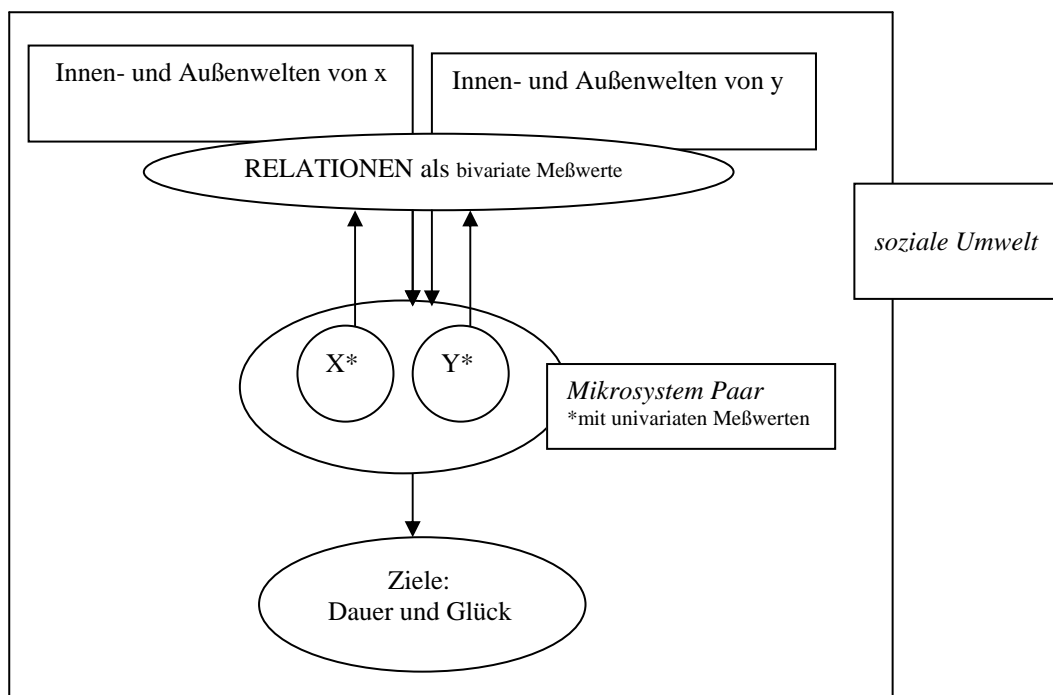 Innen- und Außenwelten von x
Innen- und Außenwelten von y
RELATIONEN als bivariate Meßwerte
soziale Umwelt
X*
Y*
Mikrosystem Paar
*mit univariaten Meßwerten
Ziele:
Dauer und Glück